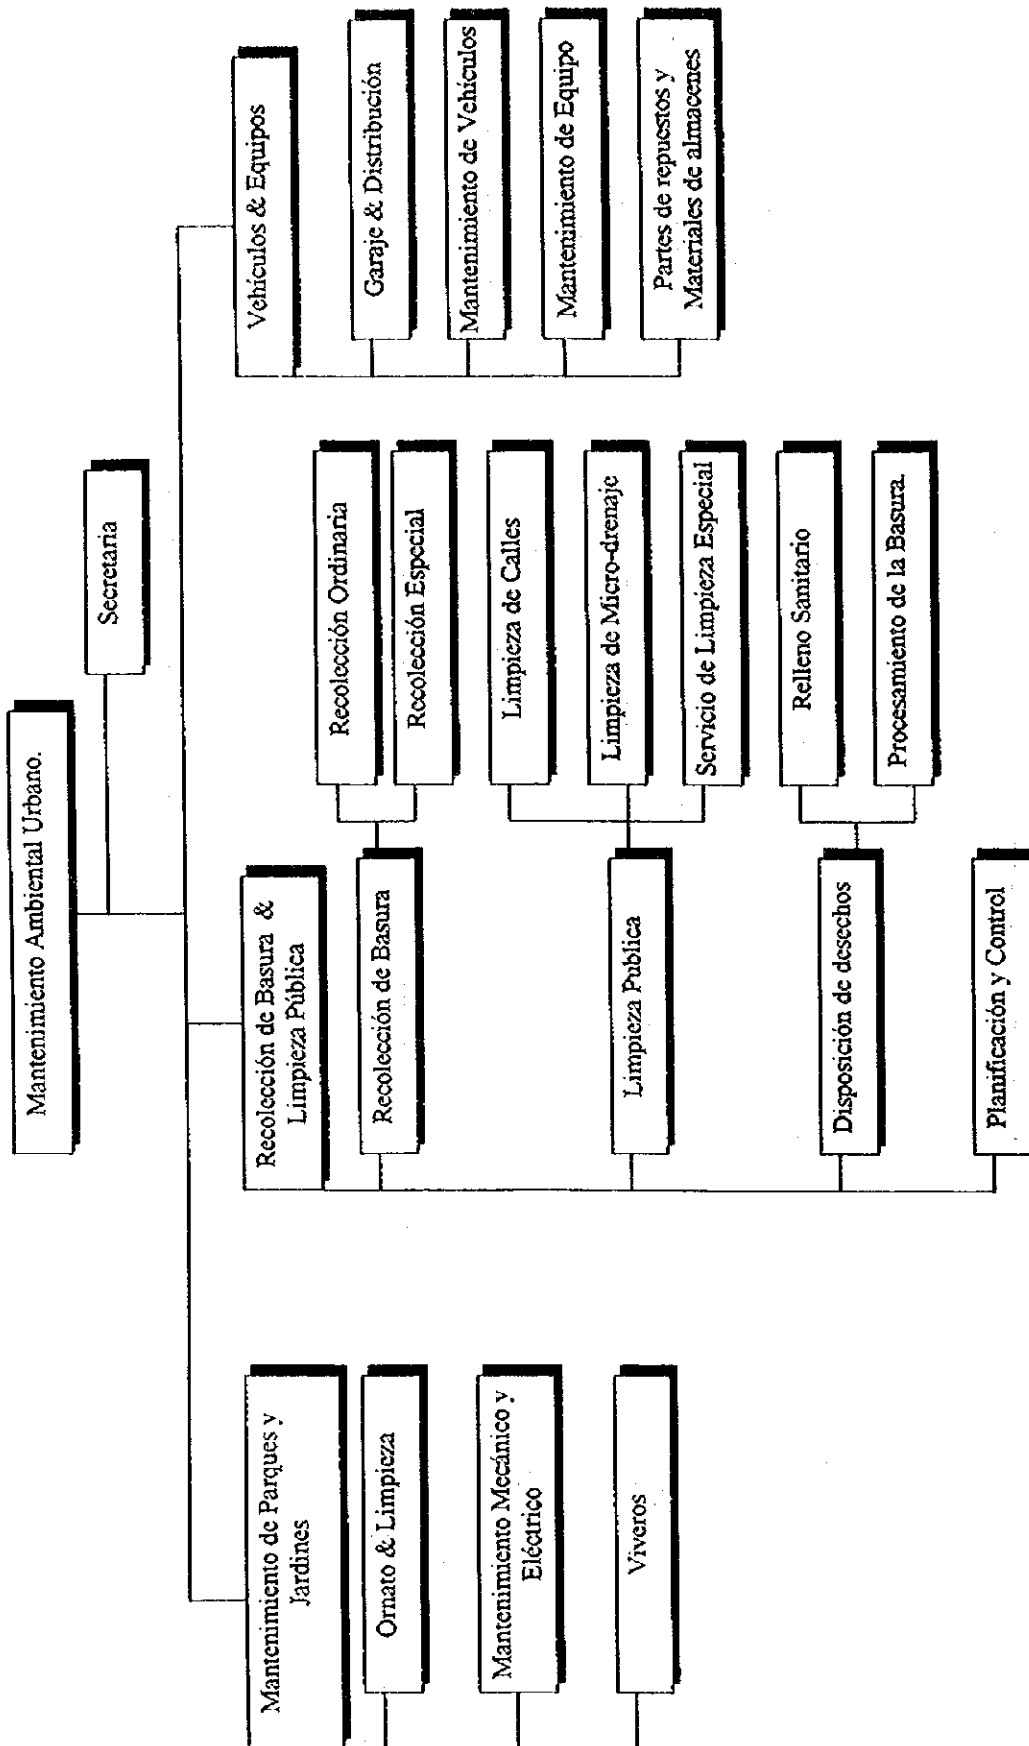 Mantenimiento Ambiental Urbano.
Secretaria
Mantenimiento de Parques y
Jardines
Ornato & Limpieza
Mantenimiento Mecánico y
Eléctrico
Viveros
Recolección de Basura &
Limpieza Pública
Recolección de Basura
Recolección Ordinaria
Recolección Especial
Limpieza Publica
Limpieza de Calles
Limpieza de Micro-drenaje
Servicio de Limpieza Especial
Disposición de desechos
Relleno Sanitario
Procesamiento de la Basura.
Planificación y Control
Vehículos & Equipos
Garaje & Distribución
Mantenimiento de Vehículos
Mantenimiento de Equipo
Partes de repuestos y
Materiales de almacenes